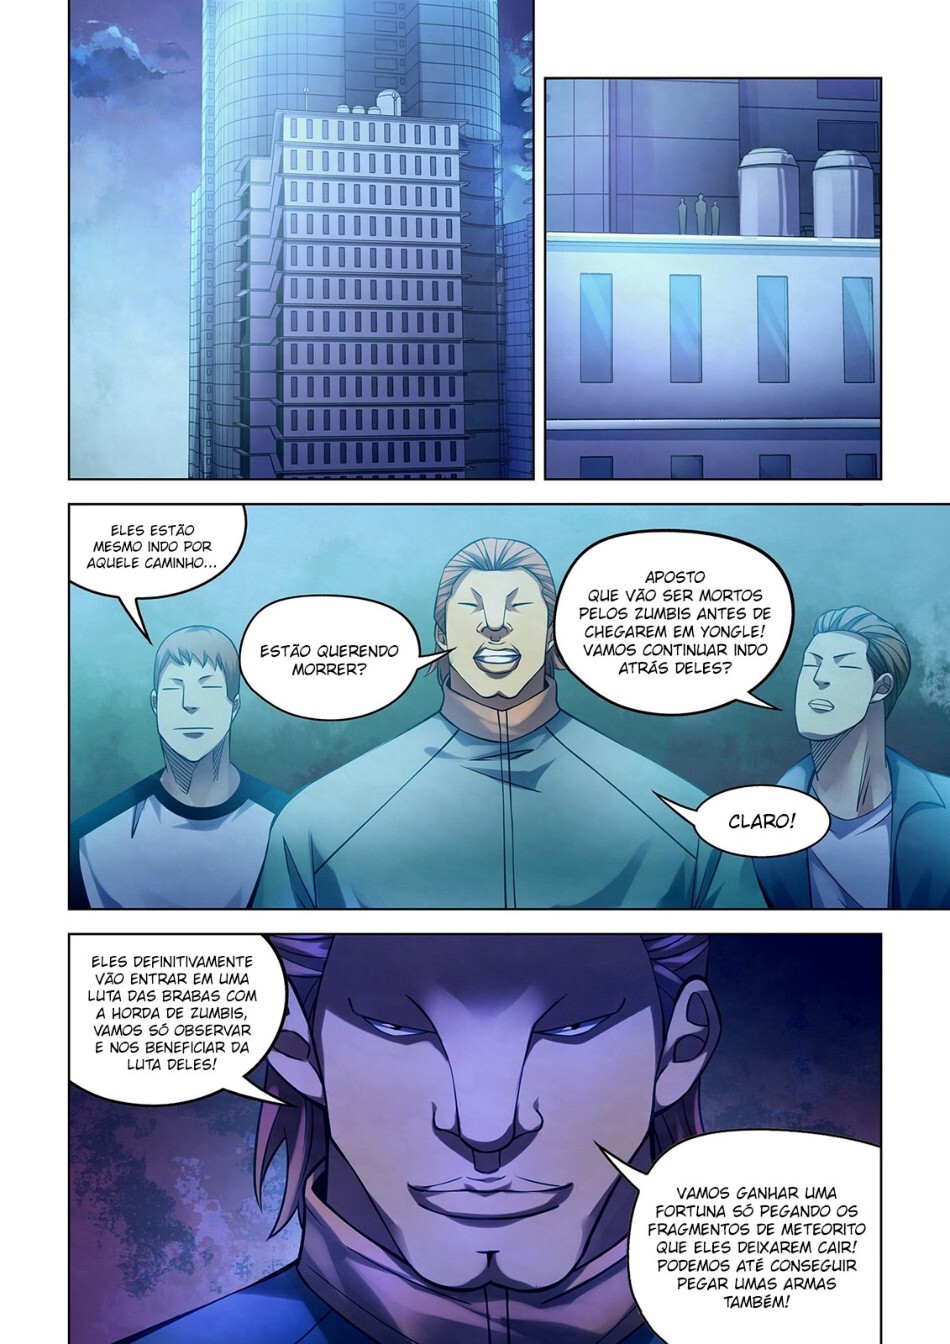 ELES ESTÃO
MESMO INDO POR
AQUELE CAMINHO...
ESTÃO QUERENDO
MORRER?
APOSTO
QUE VÃO SER MORTOS
PELOS ZUMBIS ANTES DE
CHEGAREM EM YONGLE!
VAMOS CONTINUAR INDO
ATRÁS DELES?
CLARO!
ELES DEFINITIVAMENTE
VÃO ENTRAR EM UMA
LUTA DAS BRABAS COM
A HORDA DE ZUMBIS,
VAMOS SÓ OBSERVAR
E NOS BENEFICIAR DA
LUTA DELES!
VAMOS GANHAR UMA
FORTUNA SÓ PEGANDO OS
FRAGMENTOS DE METEORITO
QUE ELES DEIXAREM CAIR!
PODEMOS ATÉ CONSEGUIR
PEGAR UMAS ARMAS
TAMBÉM!